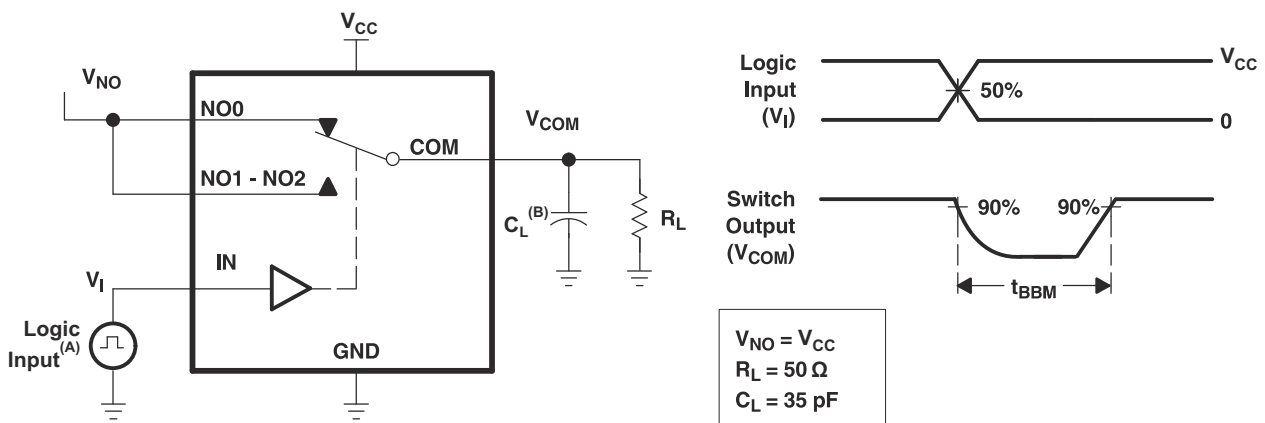 V_CC
V_NO
NO0
V_COM
COM
NO1 - NO2
C_L (B)
R_L
IN
V_I
Logic
Input(A)
GND
Logic
Input
(V_I)
V_CC
50%
0
Switch
Output
(V_COM)
90%
90%
t_BBM
V_NO = V_CC
R_L = 50 Ω
C_L = 35 pF